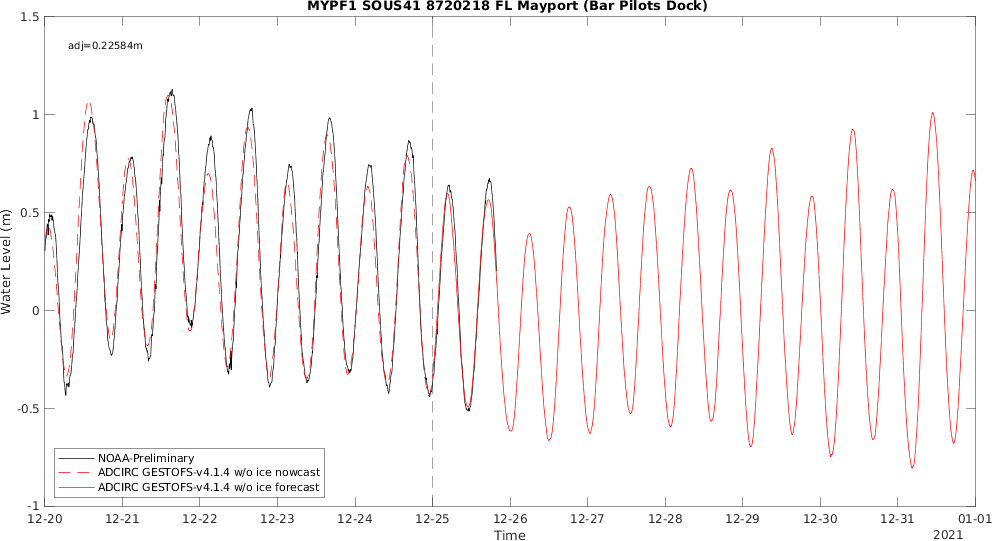 MYPF1 SOUS41 8720218 FL Mayport (Bar Pilots Dock)
1.5
adj=0.22584m
1
0.5
Water Level (m)
0
-0.5
NOAA-Preliminary
ADCIRC GESTOFS-v4.1.4 w/o ice nowcast
ADCIRC GESTOFS-v4.1.4 w/o ice forecast
-1
12-20 12-21 12-22 12-23 12-24 12-25 12-26 12-27 12-28 12-29 12-30 12-31 01-01
Time
2021